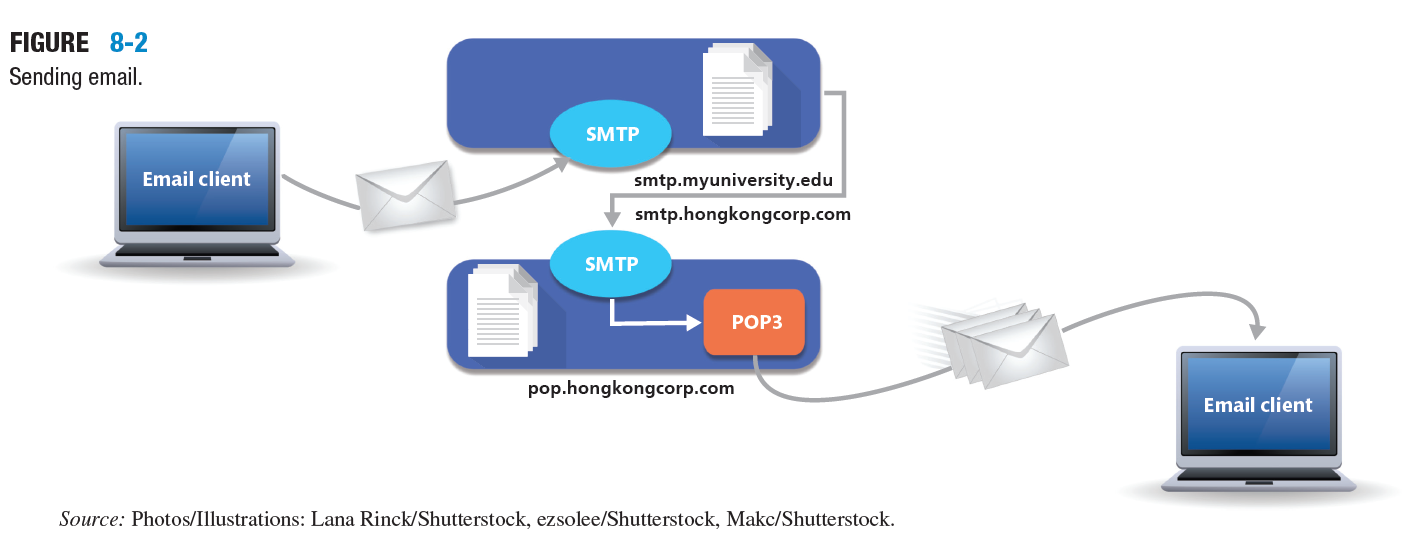 FIGURE 8-2
Sending email.
Email client
SMTP
smtp.myuniversity.edu
smtp.hongkongcorp.com
SMTP
POP3
pop.hongkongcorp.com
Email client
Source: Photos/Illustrations: Lana Rinck/Shutterstock, ezsolee/Shutterstock, Makc/Shutterstock.